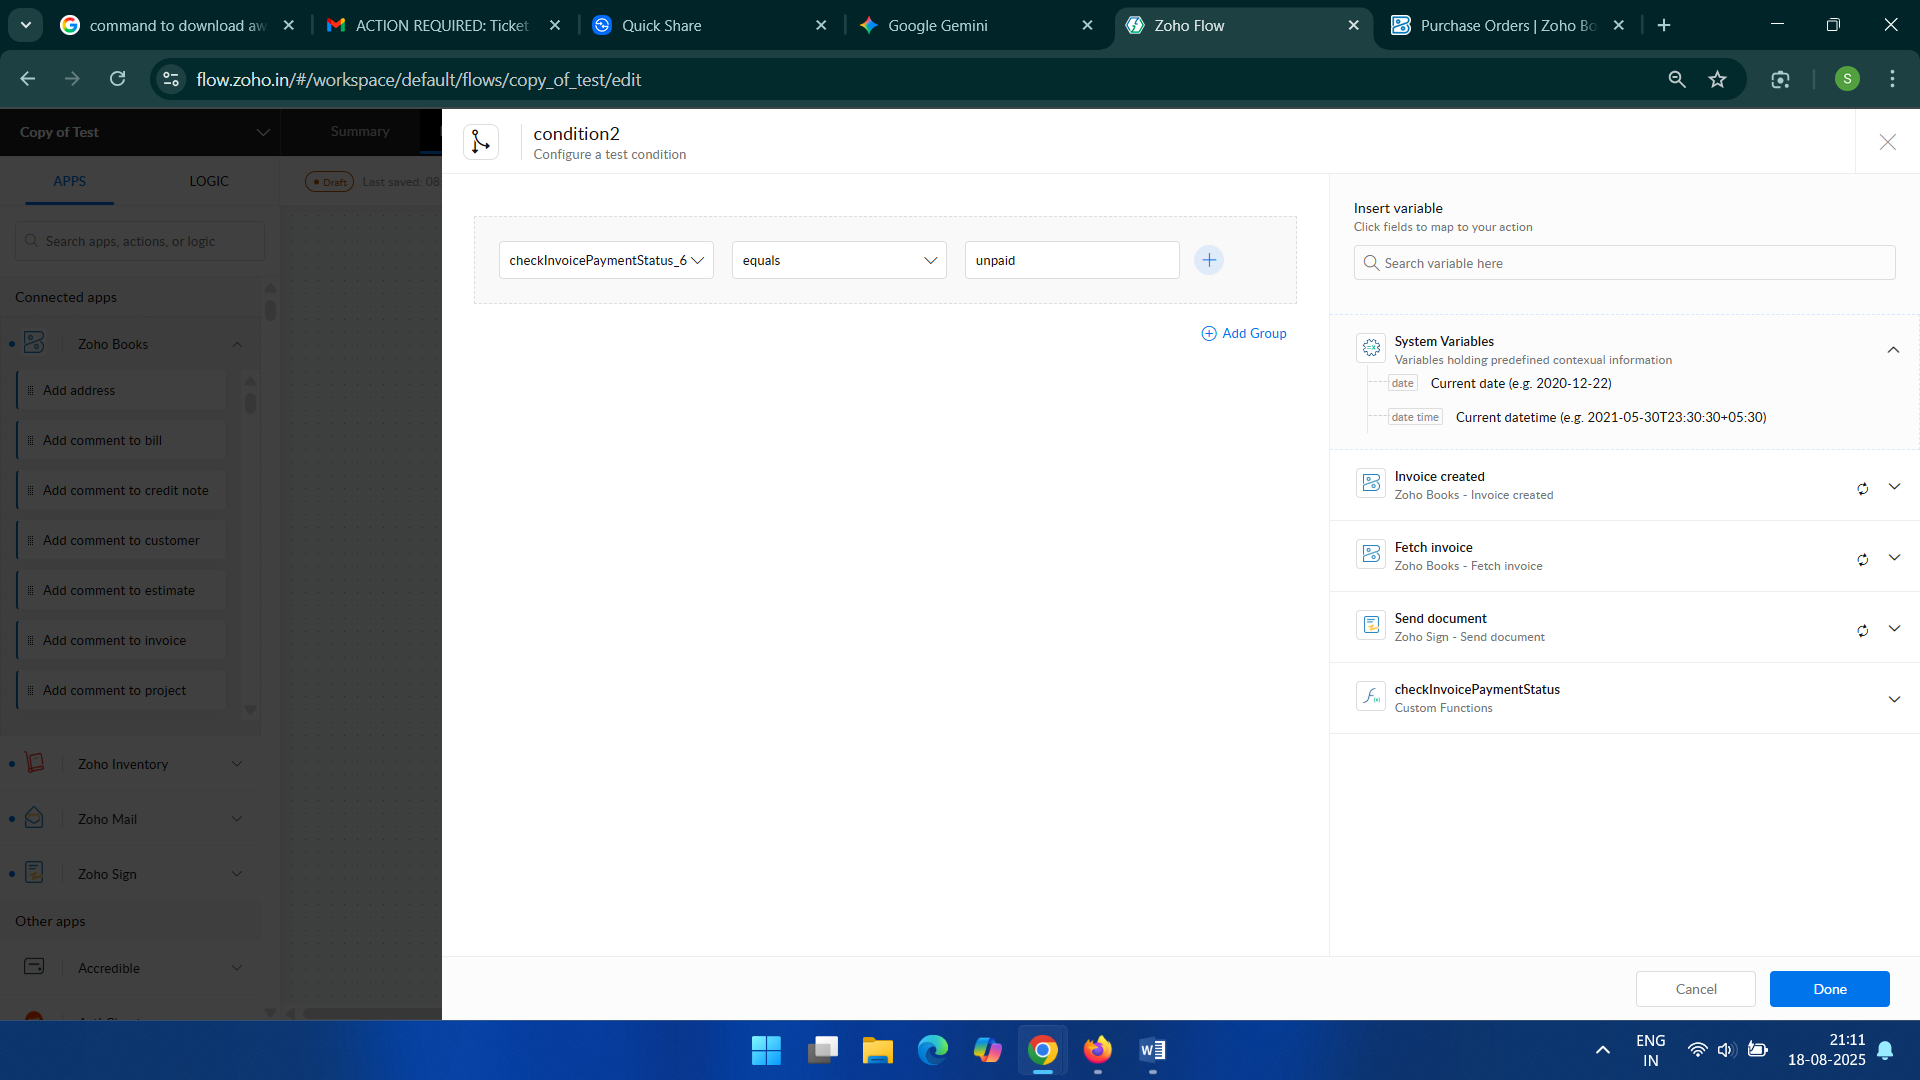 command to download aw
ACTION REQUIRED: Ticket
Quick Share
Google Gemini
Zoho Flow
Purchase Orders | Zoho Bo
flow.zoho.in/#/workspace/default/flows/copy_of_test/edit
S
Copy of Test
Summary
condition2
Configure a test condition
APPS
LOGIC
Draft
Last saved: 08
Search apps, actions, or logic
Connected apps
Zoho Books
Add address
Add comment to bill
Add comment to credit note
Add comment to customer
Add comment to estimate
Add comment to invoice
Add comment to project
Zoho Inventory
Zoho Mail
Zoho Sign
Other apps
Accredible
checkInvoicePaymentStatus_6
equals
unpaid
Add Group
Insert variable
Click fields to map to your action
Search variable here
System Variables
Variables holding predefined contexual information
date Current date (e.g. 2020-12-22)
date time Current datetime (e.g. 2021-05-30T23:30:30+05:30)
Invoice created
Zoho Books - Invoice created
Fetch invoice
Zoho Books - Fetch invoice
Send document
Zoho Sign - Send document
checkInvoicePaymentStatus
Custom Functions
Cancel
Done
ENG
IN
21:11
18-08-2025